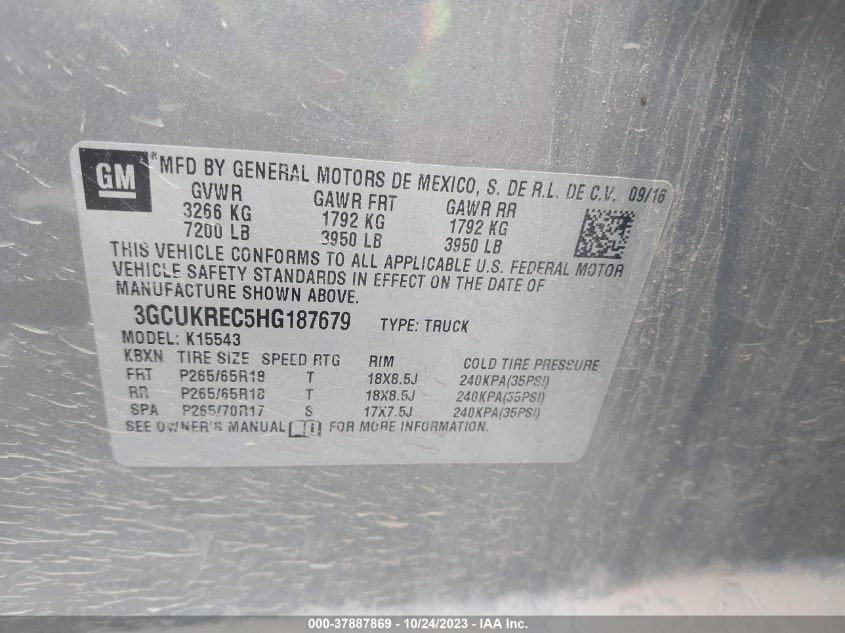 GM ® MFD BY GENERAL MOTORS DE MEXICO, S. DE R.L. DE C.V. 09/16
GVWR GAWR FRT GAWR RR
3266 KG 1792 KG 1792 KG
7200 LB 3950 LB 3950 LB
THIS VEHICLE CONFORMS TO ALL APPLICABLE U.S. FEDERAL MOTOR
VEHICLE SAFETY STANDARDS IN EFFECT ON THE DATE OF
MANUFACTURE SHOWN ABOVE.
3GCUKREC5HG187679 TYPE: TRUCK
MODEL: K15543
KBXN TIRE SIZE SPEED RTG RIM COLD TIRE PRESSURE
FRT P265/65R18 T 18X8.5J 240KPA(35PSI)
RR P265/65R18 T 18X8.5J 240KPA(35PSI)
SPA P265/70R17 S 17X7.5J 240KPA(35PSI)
SEE OWNER'S MANUAL FOR MORE INFORMATION.
000-37887869 - 10/24/2023 - IAA Inc.